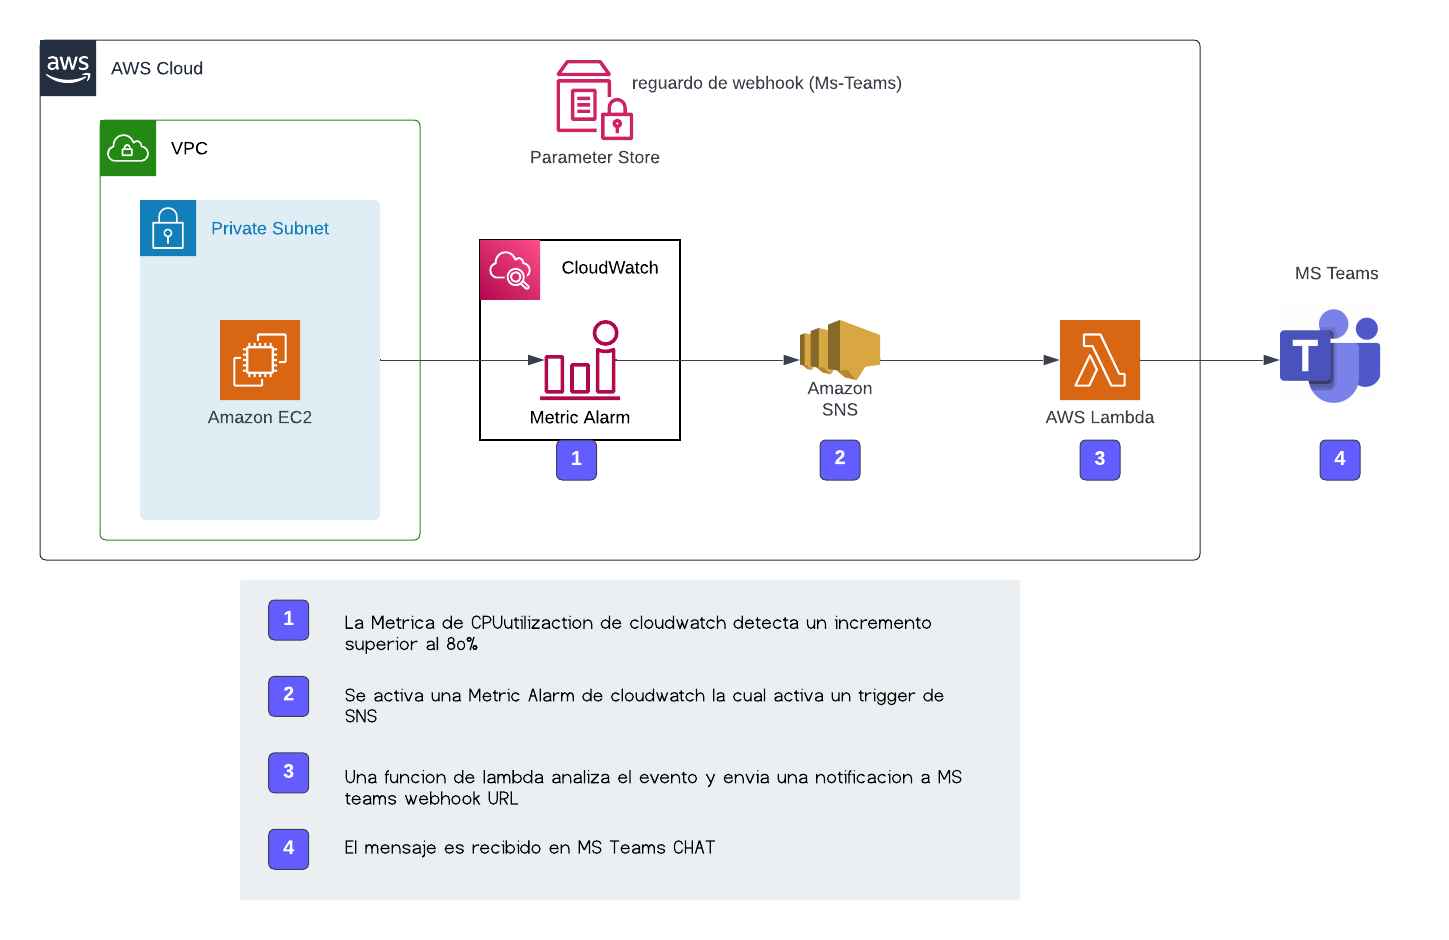 aws
AWS Cloud
reguardo de webhook (Ms-Teams)
Parameter Store
VPC
Private Subnet
Amazon EC2
CloudWatch
Metric Alarm
1
Amazon
SNS
2
AWS Lambda
3
MS Teams
T
4
1
La Metrica de CPUutilizaction de cloudwatch detecta un incremento
superior al 80%
2
Se activa una Metric Alarm de cloudwatch la cual activa un trigger de
SNS
3
Una funcion de lambda analiza el evento y envia una notificacion a MS
teams webhook URL
4
El mensaje es recibido en MS Teams CHAT